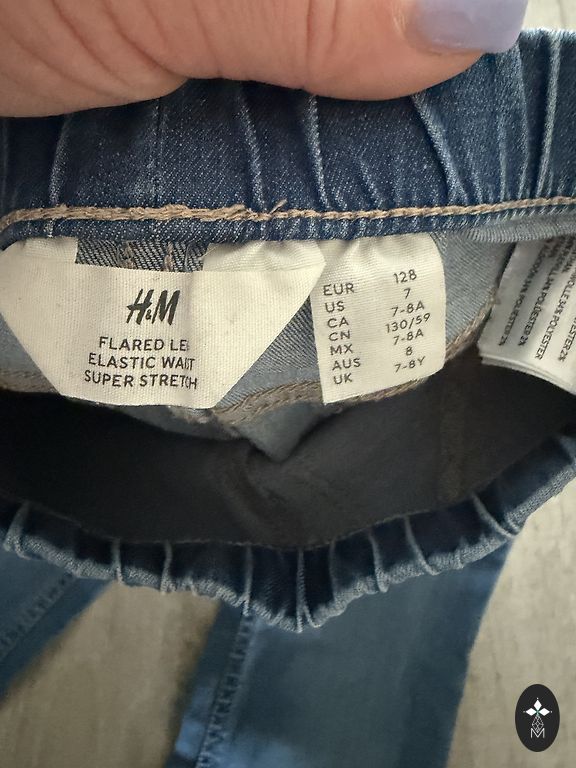 H&M
FLARED LE
ELASTIC WAIT
SUPER STRETCH
EUR 128
US 7
CA 7-8A
CN 130/59
MX 7-8A
AUS 8
UK 7-8Y